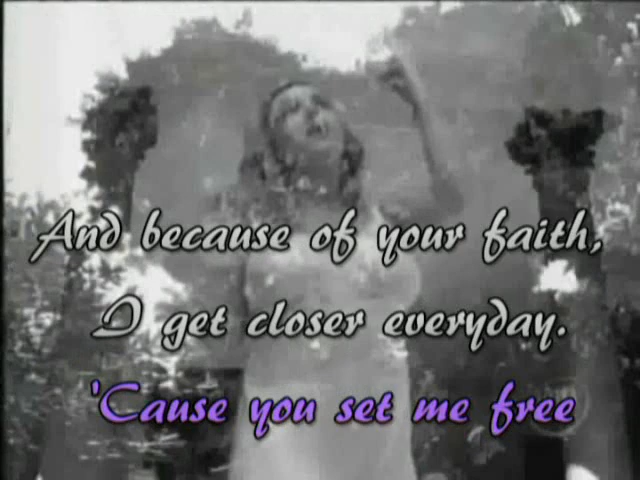 And because of your faith,
I get closer everyday.
'Cause you set me free